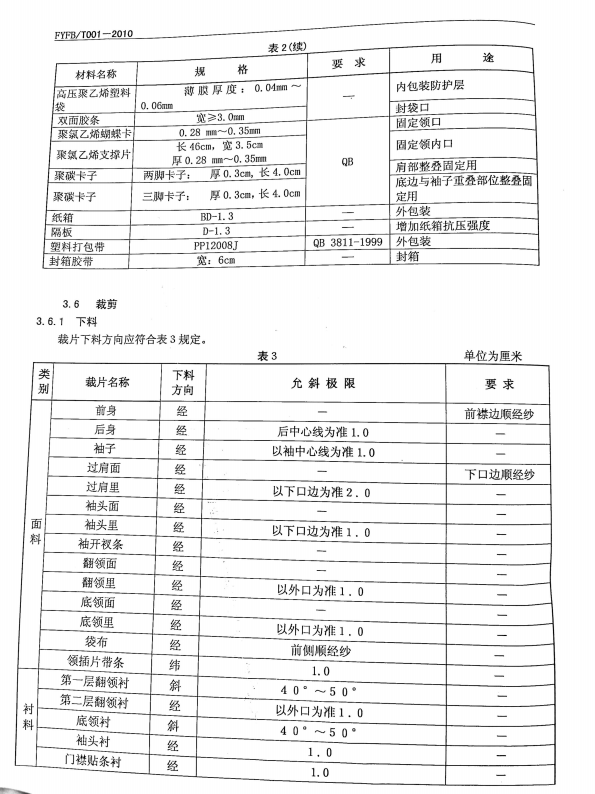 FYFB/T001－2010
表 2(续)
材料名称 规 格 要 求 用 途
高压聚乙烯塑料袋 薄膜厚度：0.04mm～0.06mm — 内包装防护层
双面胶条 宽≥3.0mm 封袋口
聚氯乙烯蝴蝶卡 0.28 mm～0.35mm QB 固定领口
聚氯乙烯支撑片 长 46cm，宽 3.5cm 厚 0.28 mm～0.35mm 固定领内口
聚碳卡子 两脚卡子： 厚 0.3cm, 长 4.0cm 肩部整叠固定用
聚碳卡子 三脚卡子： 厚 0.3cm, 长 4.0cm 底边与袖子重叠部位整叠固定用
纸箱 BD-1.3 — 外包装
隔板 D-1.3 — 增加纸箱抗压强度
塑料打包带 PP12008J QB 3811-1999 外包装
封箱胶带 宽：6cm — 封箱
3.6 裁剪
3.6.1 下料
裁片下料方向应符合表 3 规定。
表 3 单位为厘米
类别 裁片名称 下料方向 允 斜 极 限 要 求
面料 前身 经 — 前襟边顺经纱
后身 经 后中心线为准 1.0 —
袖子 经 以袖中心线为准 1.0 —
过肩面 经 — 下口边顺经纱
过肩里 经 以下口边为准 2.0 —
袖头面 经 — —
袖头里 经 以下口边为准 1.0 —
袖开衩条 经 — —
翻领面 经 — —
翻领里 经 以外口为准 1.0 —
底领面 经 — —
底领里 经 以外口为准 1.0 —
袋布 经 前侧顺经纱 —
领插片带条 纬 1.0 —
衬料 第一层翻领衬 斜 40°～50° —
第二层翻领衬 经 以外口为准 1.0 —
底领衬 斜 40°～50° —
袖头衬 经 1.0 —
门襟贴条衬 经 1.0 —